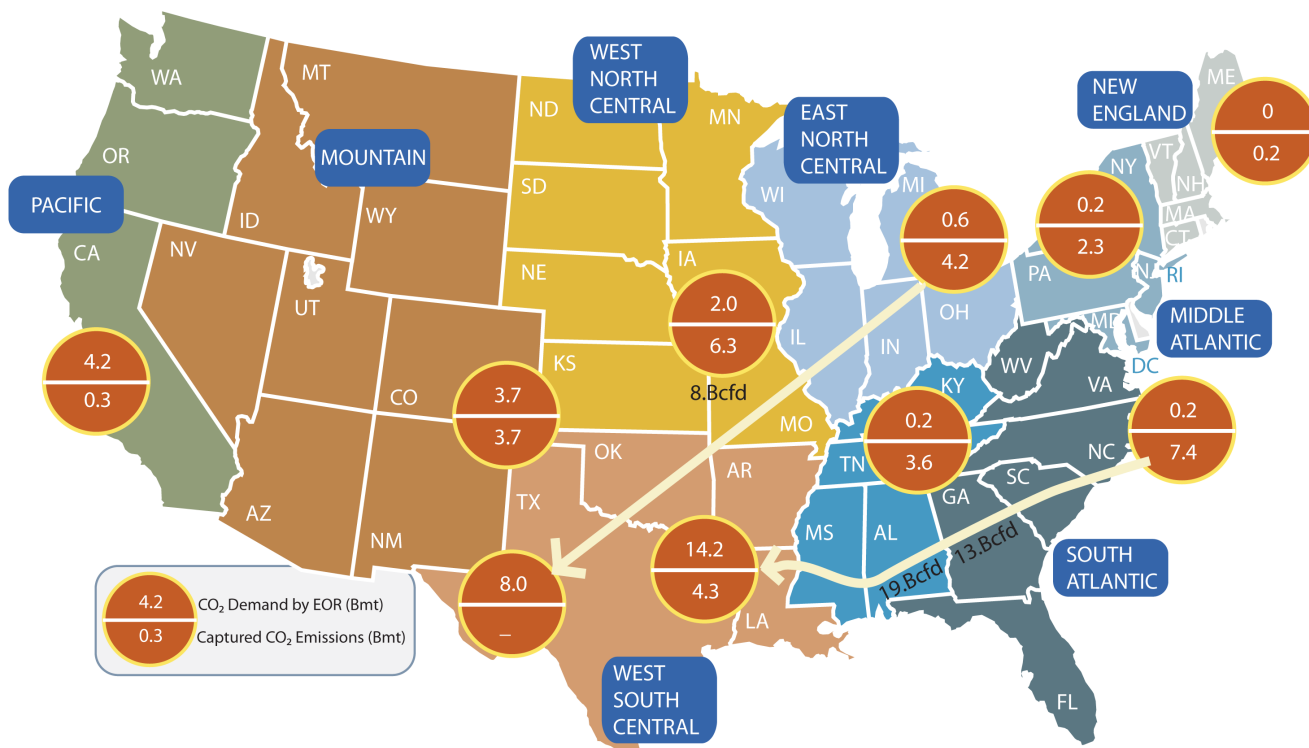 WA
OR
PACIFIC
CA
NV
4.2
0.3
MT
MOUNTAIN
ID
WY
UT
CO
AZ
NM
3.7
3.7
WEST
NORTH
CENTRAL
ND
MN
SD
NE
IA
KS
MO
2.0
6.3
8.Bcfd
EAST
NORTH
CENTRAL
WI
MI
IL
IN
OH
0.6
4.2
NEW
ENGLAND
ME
VT
NH
MA
CT
0
0.2
NY
PA
NJ
RI
MD
DC
0.2
2.3
MIDDLE
ATLANTIC
KY
TN
MS
AL
0.2
3.6
WV
VA
NC
SC
GA
FL
0.2
7.4
13.Bcfd
19.Bcfd
SOUTH
ATLANTIC
OK
AR
TX
LA
8.0
–
14.2
4.3
WEST
SOUTH
CENTRAL
4.2 CO₂ Demand by EOR (Bmt)
0.3 Captured CO₂ Emissions (Bmt)